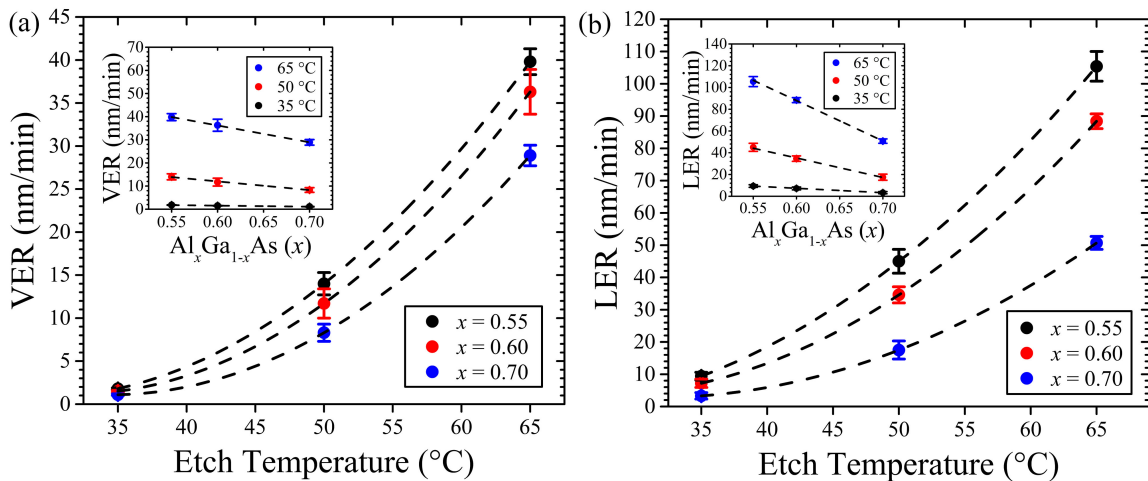 (a)
VER (nm/min)
45
40
35
30
25
20
15
10
5
0
35 40 45 50 55 60 65
Etch Temperature (°C)
x = 0.55
x = 0.60
x = 0.70
VER (nm/min)
70
60
50
40
30
20
10
0
0.55 0.60 0.65 0.70
AlₓGa₁₋ₓAs (x)
65 °C
50 °C
35 °C
(b)
LER (nm/min)
120
110
100
90
80
70
60
50
40
30
20
10
0
35 40 45 50 55 60 65
Etch Temperature (°C)
x = 0.55
x = 0.60
x = 0.70
LER (nm/min)
140
120
100
80
60
40
20
0
0.55 0.60 0.65 0.70
AlₓGa₁₋ₓAs (x)
65 °C
50 °C
35 °C